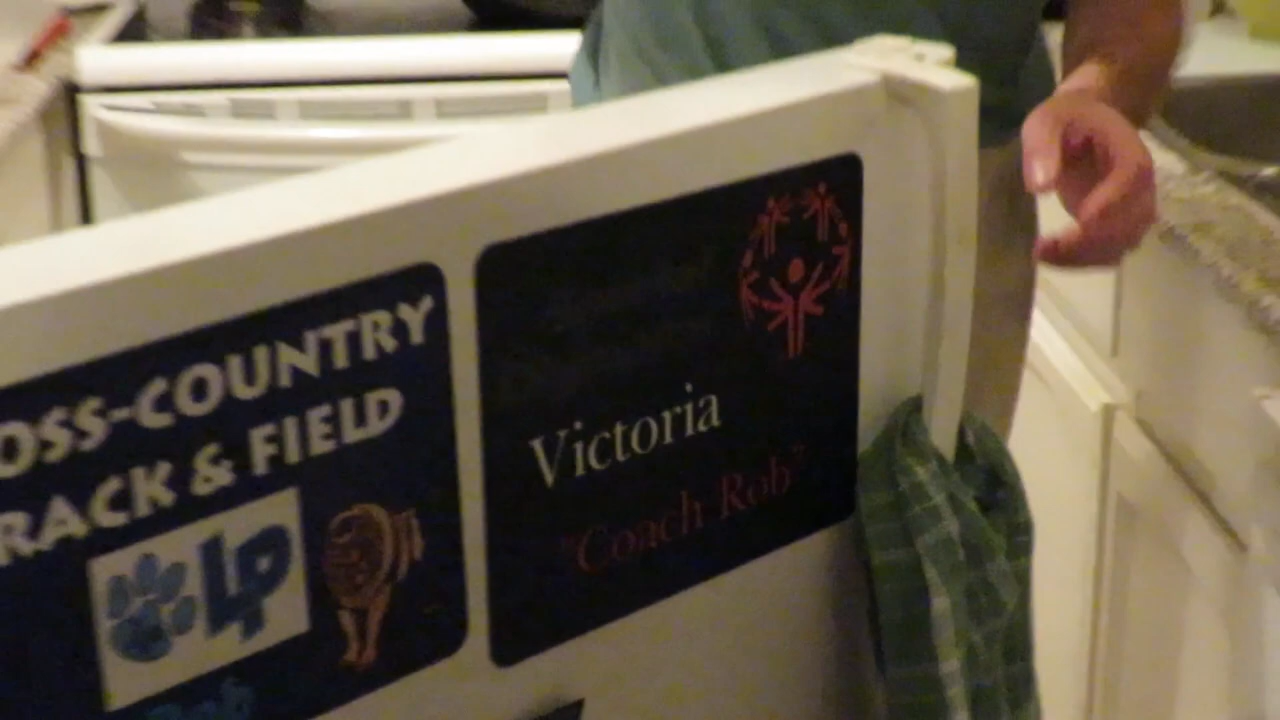 OSS-COUNTRY
RACK & FIELD
LP
Victoria
"Coach Rob"